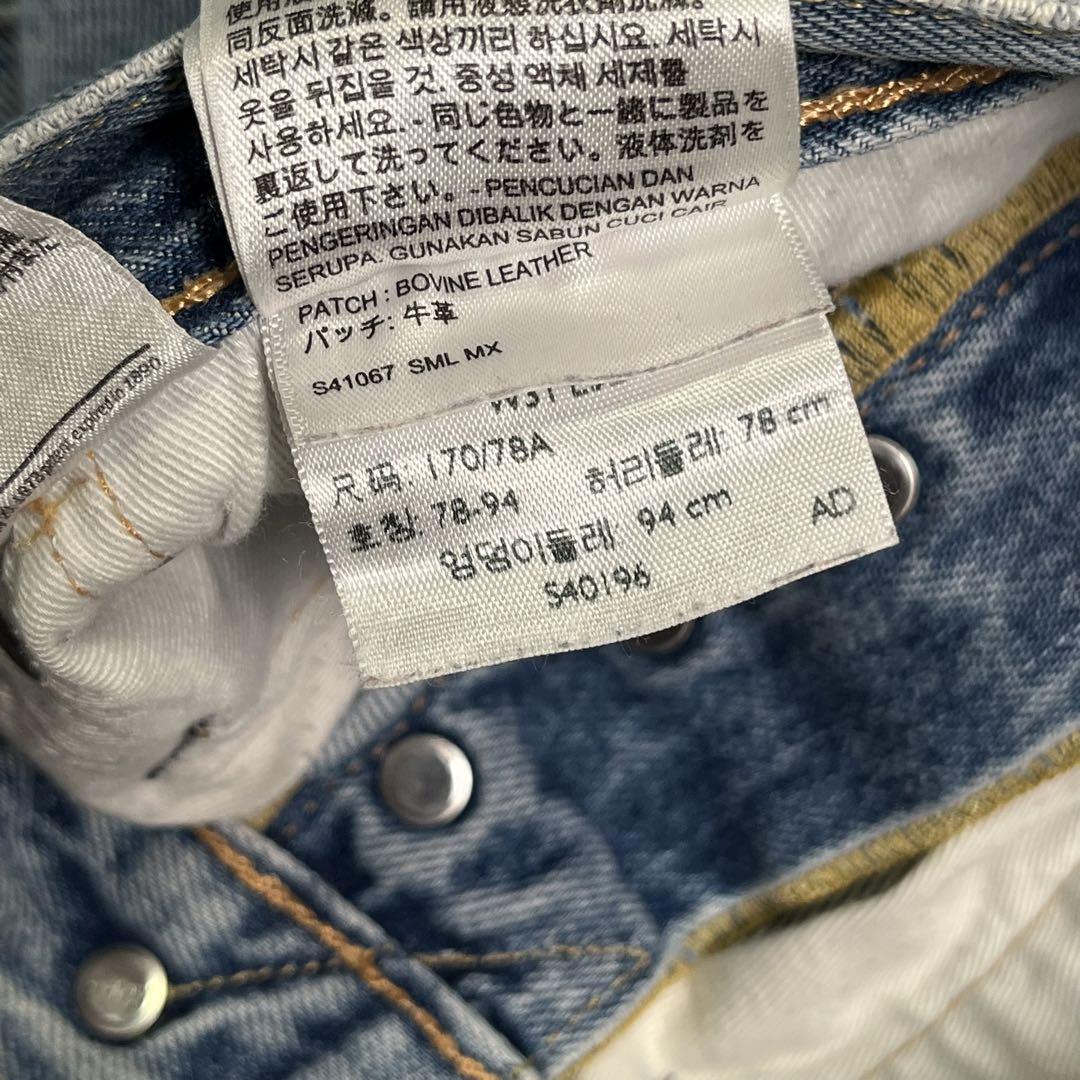 同反面洗滌。請用液態洗衣劑洗滌。
세탁시 같은 색상끼리 하십시요. 세탁시
옷을 뒤집을 것. 중성 액체 세제를
사용하세요. - 同じ色物と一緒に製品を
裏返して洗ってください。液体洗剤を
ご使用下さい。- PENCUCIAN DAN
PENGERINGAN DIBALIK DENGAN WARNA
SERUPA. GUNAKAN SABUN CUCI CAIR
PATCH : BOVINE LEATHER
パッチ: 牛革
S41067 SML MX
W31
尺码: 170/78A
호칭: 78-94
허리둘레: 78 cm
엉덩이둘레: 94 cm
AD
S40196
expired in 1890